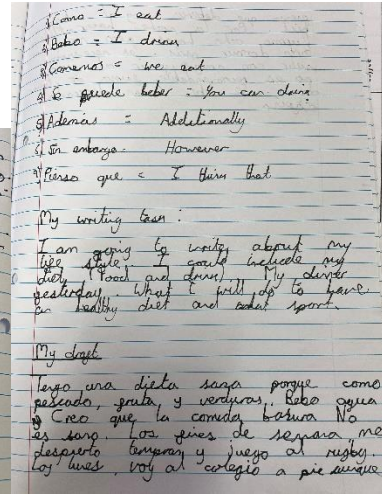 1) Como = I eat
2) Bebo = I drink
3) Comemos = we eat
4) Se puede beber = You can drink
5) Además = Additionally
6) Sin embargo - However
7) Pienso que = I think that
My writing task :
I am going to write about my
life style. I could include my
diet, food and drink, My dinner
yesterday. What I will do to have
a healthy diet and sport.
My draft
Tengo una dieta sana porque como
pescado, fruta y verduras. Bebo agua
y Creo que la comida basura No
es sano. Los fines de semana, me
despierto temprano y juego al rugby.
Los lunes, voy al colegio a pie aunque